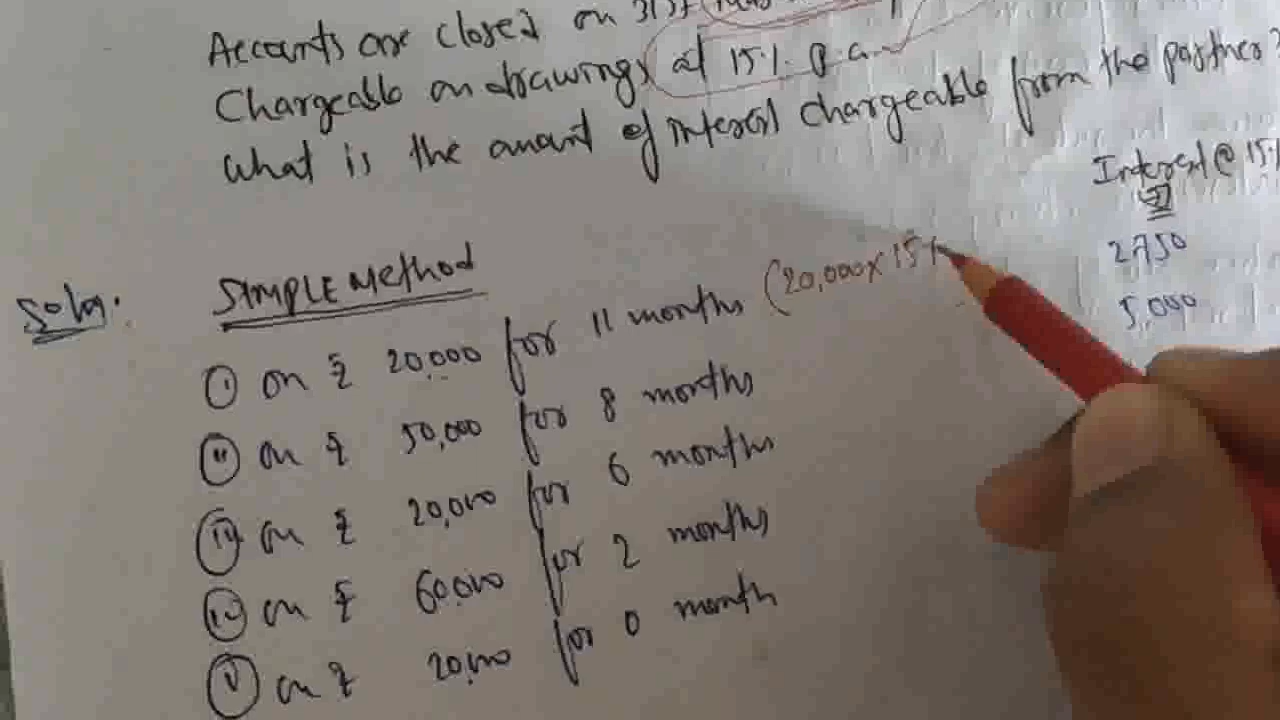 Accounts are closed on 31st
Chargeable on drawings at 15% p.a
What is the amount of interest chargeable from the partner?
Interest @ 15%
₹
Soln:
SIMPLE METHOD
(i) on ₹ 20,000 for 11 months (20,000 x 15% 2750
(ii) on ₹ 50,000 for 8 months 5,000
(iii) on ₹ 20,000 for 6 months
(iv) on ₹ 60,000 for 2 months
(v) on ₹ 20,000 for 0 month